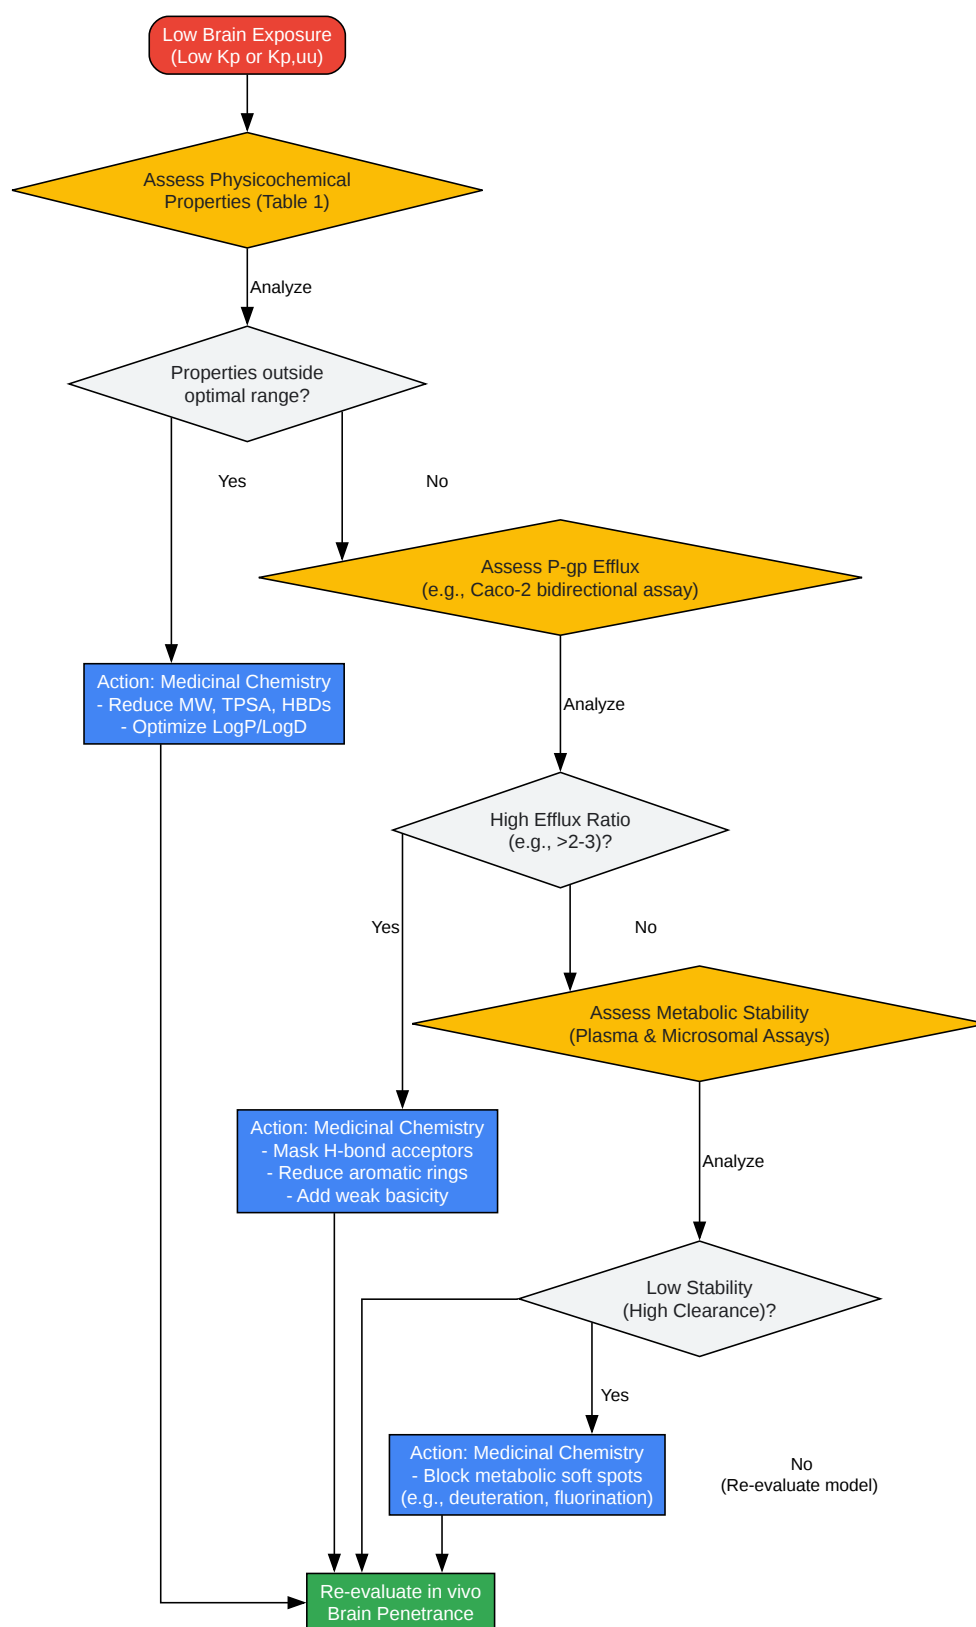 Low Brain Exposure
(Low Kp or Kp,uu)
Assess Physicochemical
Properties (Table 1)
Analyze
Properties outside
optimal range?
Yes
No
Assess P-gp Efflux
(e.g., Caco-2 bidirectional assay)
Action: Medicinal Chemistry
- Reduce MW, TPSA, HBDs
- Optimize LogP/LogD
Analyze
High Efflux Ratio
(e.g., >2-3)?
Yes
No
Assess Metabolic Stability
(Plasma & Microsomal Assays)
Action: Medicinal Chemistry
- Mask H-bond acceptors
- Reduce aromatic rings
- Add weak basicity
Analyze
Low Stability
(High Clearance)?
Yes
Action: Medicinal Chemistry
- Block metabolic soft spots
(e.g., deuteration, fluorination)
No
(Re-evaluate model)
Re-evaluate in vivo
Brain Penetrance